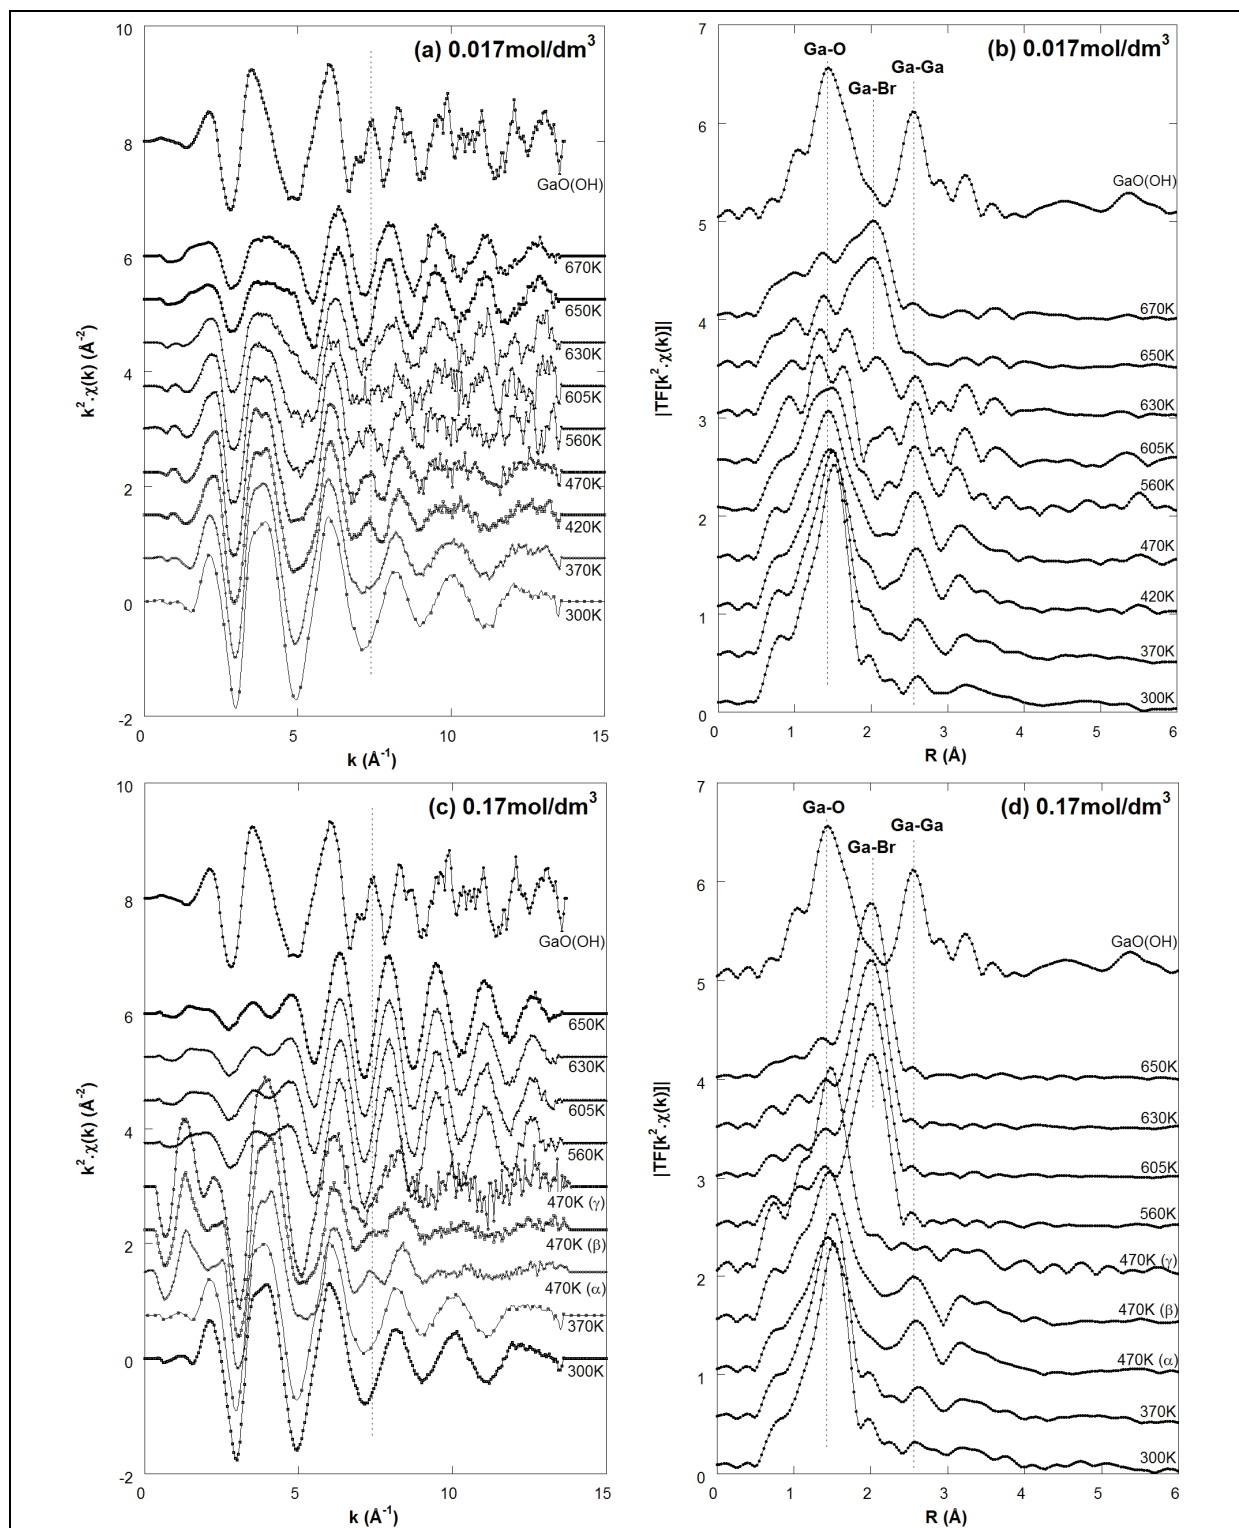 (a) 0.017mol/dm³
10
8
6
4
2
0
-2
k².χ(k) (Å⁻²)
GaO(OH)
670K
650K
630K
605K
560K
470K
420K
370K
300K
0
5
10
15
k (Å⁻¹)
(b) 0.017mol/dm³
Ga-O
Ga-Br
Ga-Ga
7
6
5
4
3
2
1
0
|TF[k².χ(k)]|
GaO(OH)
670K
650K
630K
605K
560K
470K
420K
370K
300K
0
1
2
3
4
5
6
R (Å)
(c) 0.17mol/dm³
10
8
6
4
2
0
-2
k².χ(k) (Å⁻²)
GaO(OH)
650K
630K
605K
560K
470K (γ)
470K (β)
470K (α)
370K
300K
0
5
10
15
k (Å⁻¹)
(d) 0.17mol/dm³
Ga-O
Ga-Br
Ga-Ga
7
6
5
4
3
2
1
0
|TF[k².χ(k)]|
GaO(OH)
650K
630K
605K
560K
470K (γ)
470K (β)
470K (α)
370K
300K
0
1
2
3
4
5
6
R (Å)